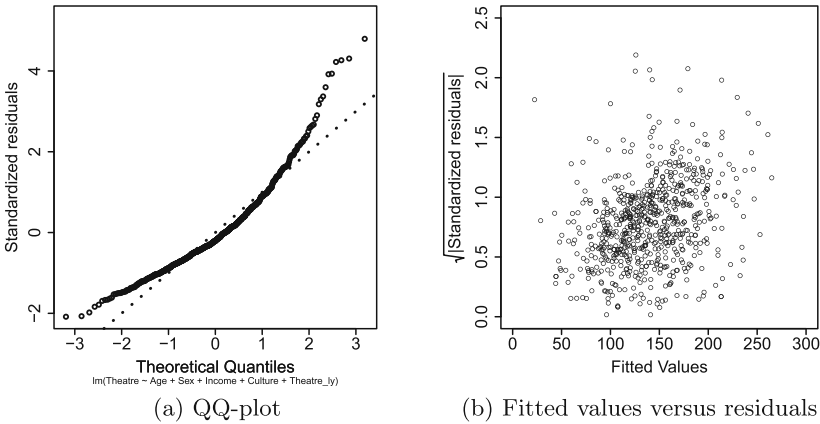 Standardized residuals
4
2
0
−2
−3 −2 −1 0 1 2 3
Theoretical Quantiles
lm(Theatre ~ Age + Sex + Income + Culture + Theatre_ly)
(a) QQ-plot
√|Standardized residuals|
2.5
2.0
1.5
1.0
0.5
0.0
0 50 100 150 200 250 300
Fitted Values
(b) Fitted values versus residuals